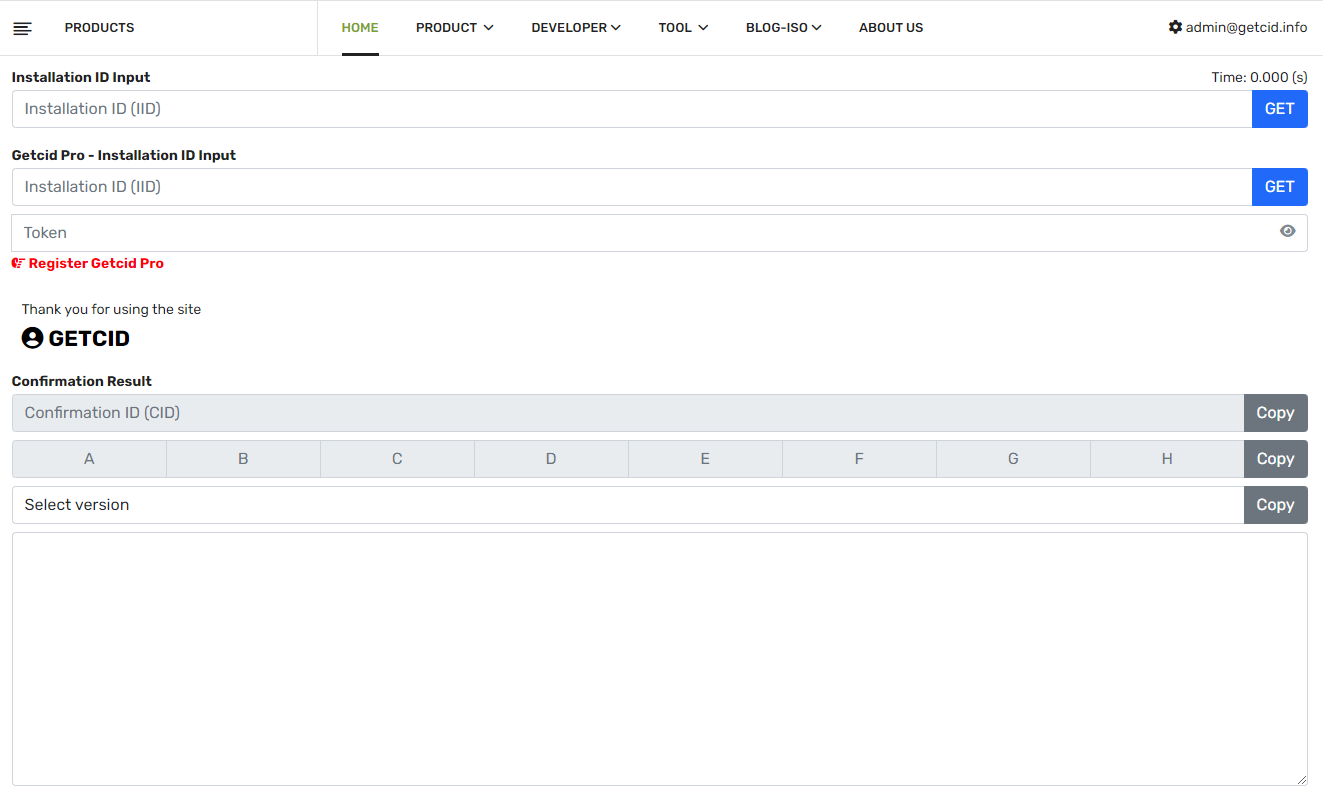 PRODUCTS HOME PRODUCT DEVELOPER TOOL BLOG-ISO ABOUT US admin@getcid.info
Installation ID Input Time: 0.000 (s)
Installation ID (IID) GET
Getcid Pro - Installation ID Input
Installation ID (IID) GET
Token
Register Getcid Pro
Thank you for using the site
GETCID
Confirmation Result
Confirmation ID (CID) Copy
A B C D E F G H Copy
Select version Copy